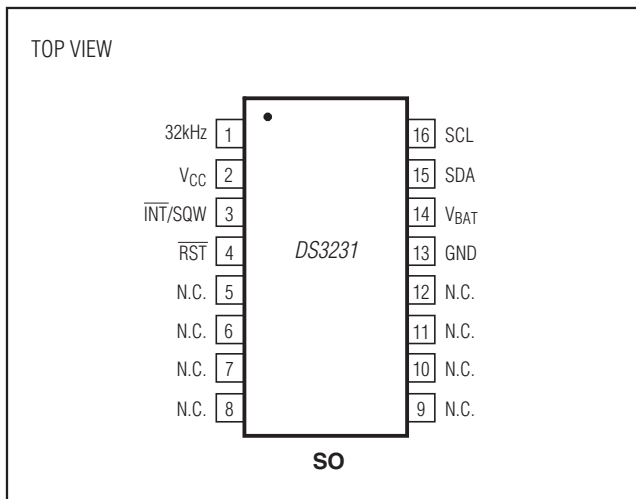 TOP VIEW
32kHz 1 16 SCL
VCC 2 15 SDA
INT/SQW 3 14 VBAT
RST 4 DS3231 13 GND
N.C. 5 12 N.C.
N.C. 6 11 N.C.
N.C. 7 10 N.C.
N.C. 8 9 N.C.
SO